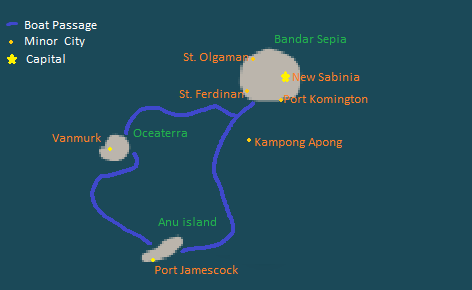 Boat Passage
Minor City
Capital
Bandar Sepia
St. Olgaman
New Sabinia
St. Ferdinan
Port Komington
Oceaterra
Vanmurk
Kampong Apong
Anu island
Port Jamescock